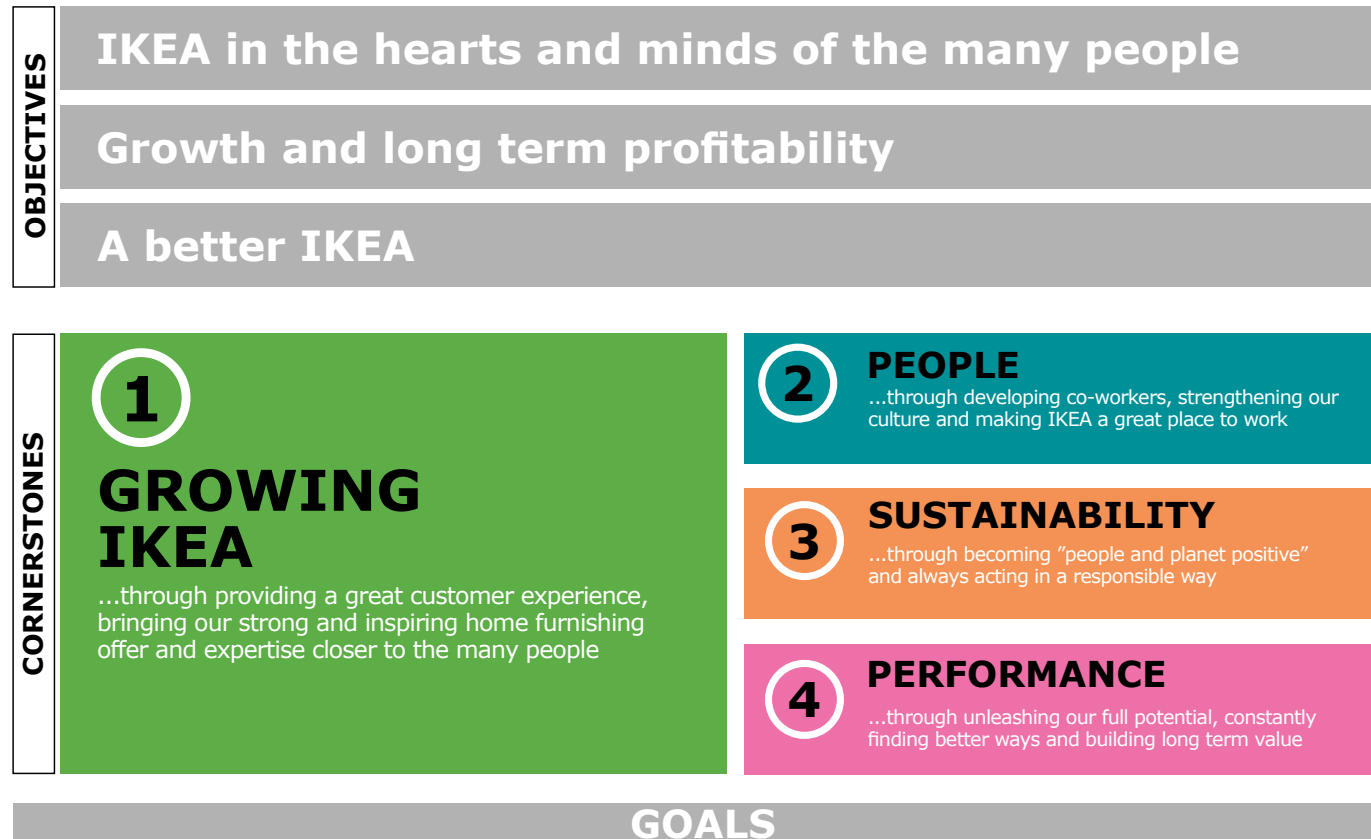 OBJECTIVES
IKEA in the hearts and minds of the many people
Growth and long term profitability
A better IKEA
CORNERSTONES
1
GROWING
IKEA
...through providing a great customer experience,
bringing our strong and inspiring home furnishing
offer and expertise closer to the many people
2
PEOPLE
...through developing co-workers, strengthening our
culture and making IKEA a great place to work
3
SUSTAINABILITY
...through becoming ”people and planet positive”
and always acting in a responsible way
4
PERFORMANCE
...through unleashing our full potential, constantly
finding better ways and building long term value
GOALS